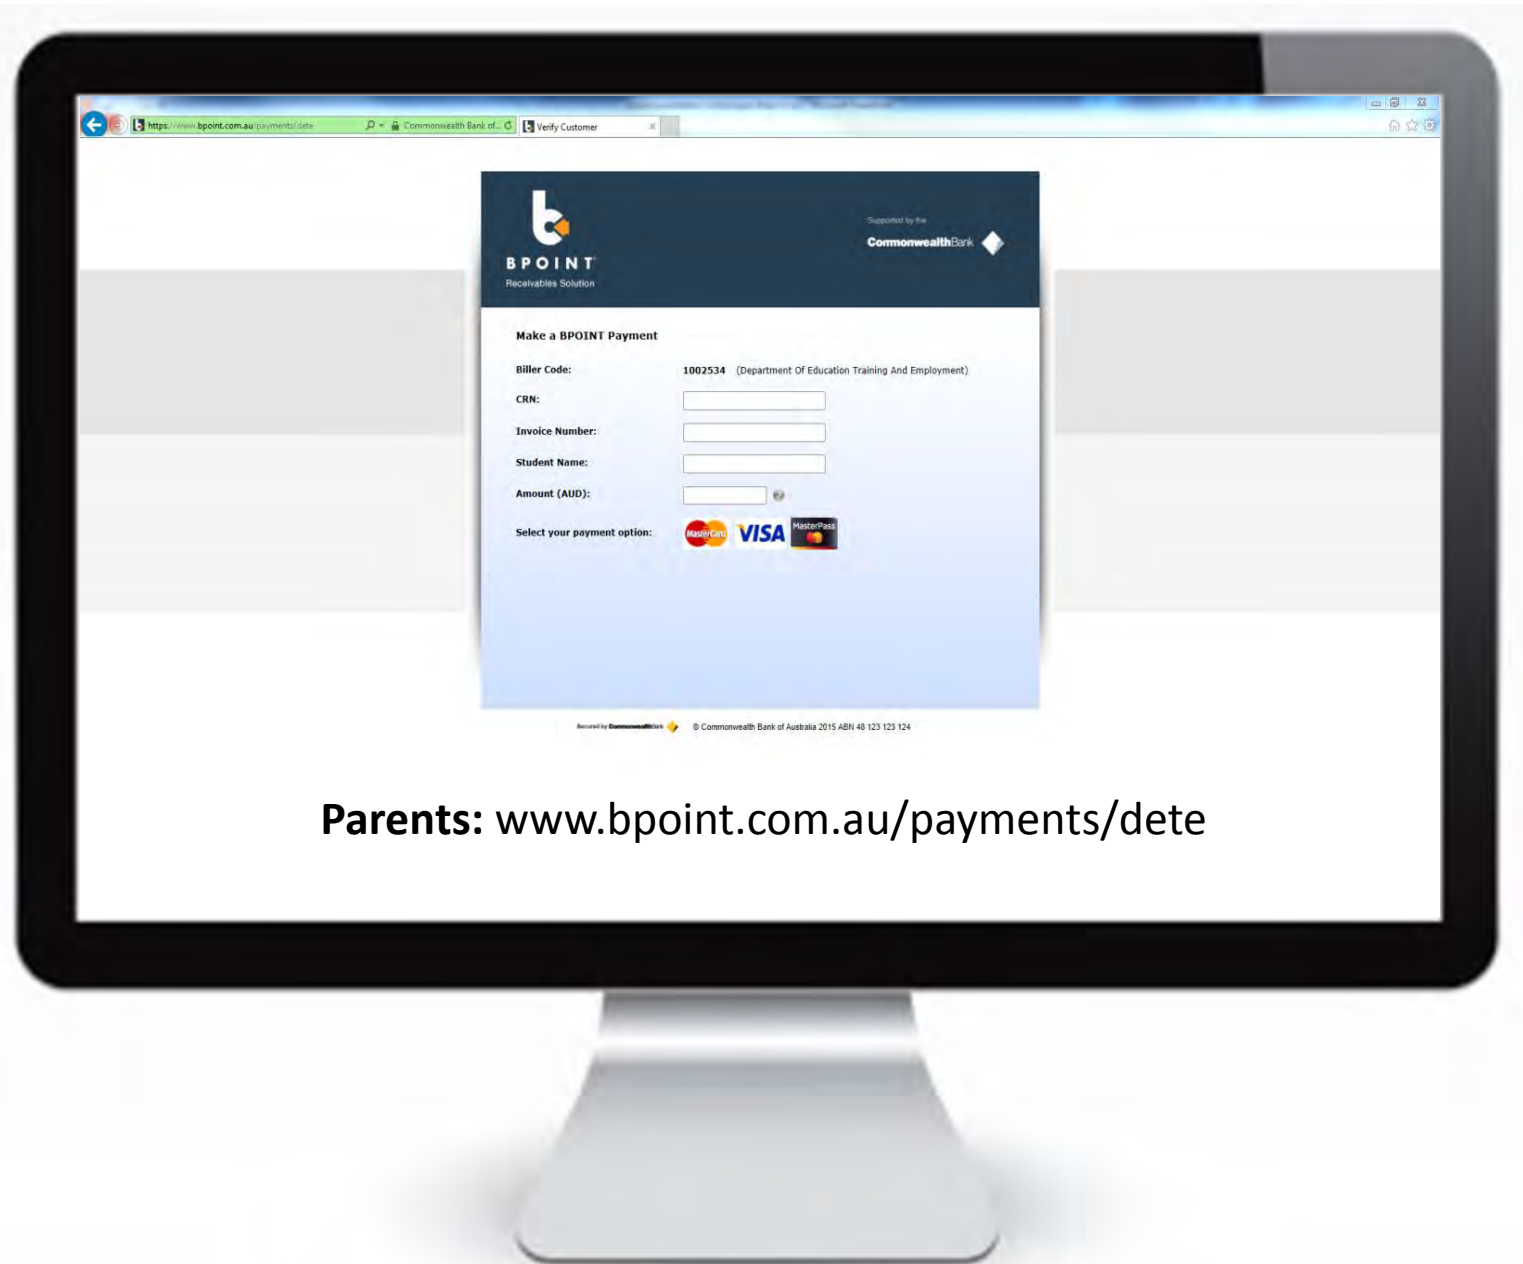 https://www.bpoint.com.au/payments/dete
Commonwealth Bank of...
Verify Customer
b
BPOINT
Receivables Solution
Supported by the
CommonwealthBank
Make a BPOINT Payment
Biller Code: 1002534 (Department Of Education Training And Employment)
CRN:
Invoice Number:
Student Name:
Amount (AUD): ?
Select your payment option: MasterCard VISA MasterPass
Secured by CommonwealthBank © Commonwealth Bank of Australia 2015 ABN 48 123 123 124
Parents: www.bpoint.com.au/payments/dete